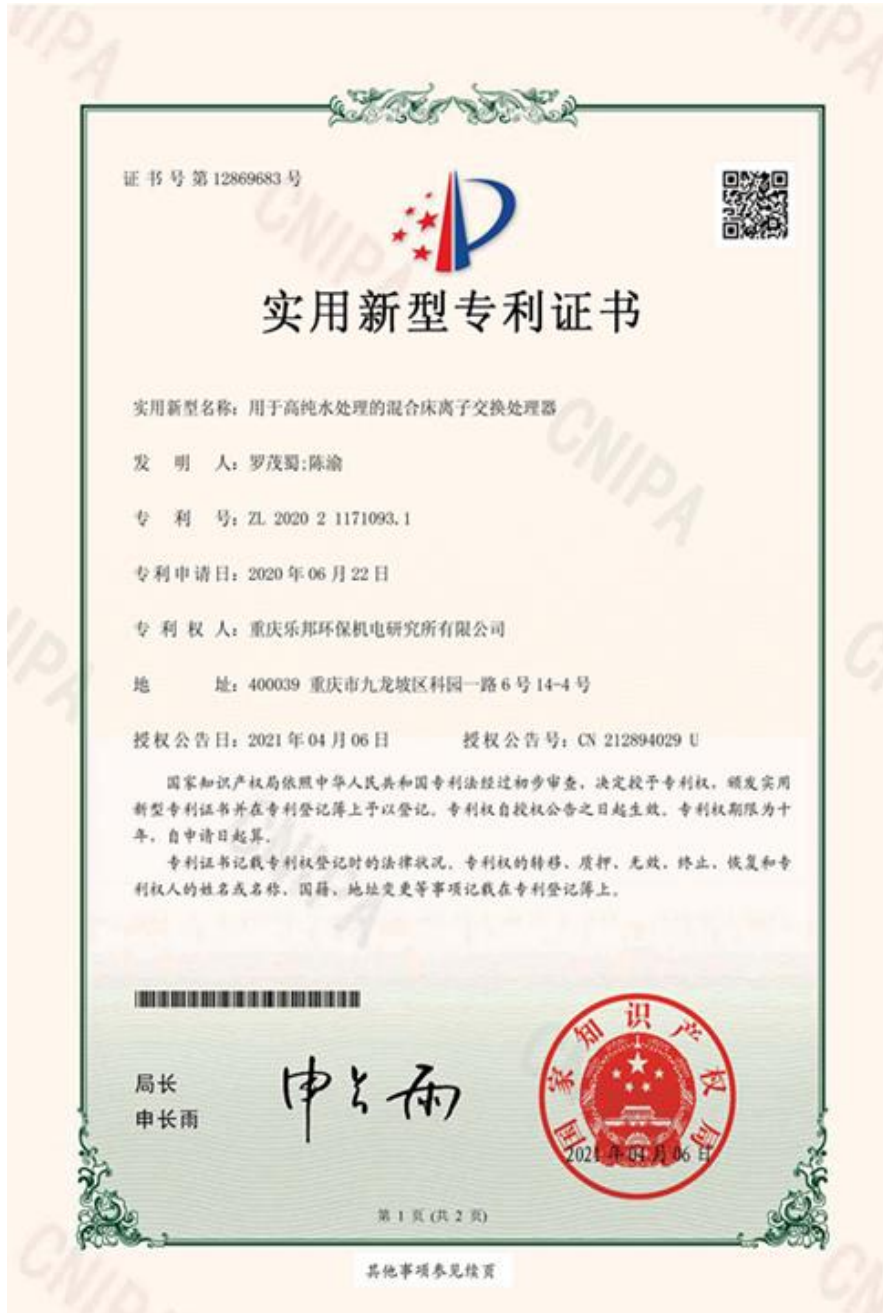 证书号第12869683号
实用新型专利证书
实用新型名称：用于高纯水处理的混合床离子交换处理器
发明人：罗茂蜀;陈渝
专利号：ZL 2020 2 1171093.1
专利申请日：2020年06月22日
专利权人：重庆乐邦环保机电研究所有限公司
地址：400039 重庆市九龙坡区科园一路6号14-4号
授权公告日：2021年04月06日 授权公告号：CN 212894029 U
国家知识产权局依照中华人民共和国专利法经过初步审查，决定授予专利权，颁发实用
新型专利证书并在专利登记薄上予以登记。专利权自授权公告之日起生效。专利权期限为十
年，自申请日起算。
专利证书记载专利权登记时的法律状况。专利权的转移、质押、无效、终止、恢复和专
利权人的姓名或名称、国籍、地址变更等事项记载在专利登记薄上。
局长
申长雨
申长雨
国家知识产权局
2021年04月06日
第 1 页 (共 2 页)
其他事项参见续页
CNIPA
CNIPA
CNIPA
CNIPA
CNIPA
CNIPA
CNIPA